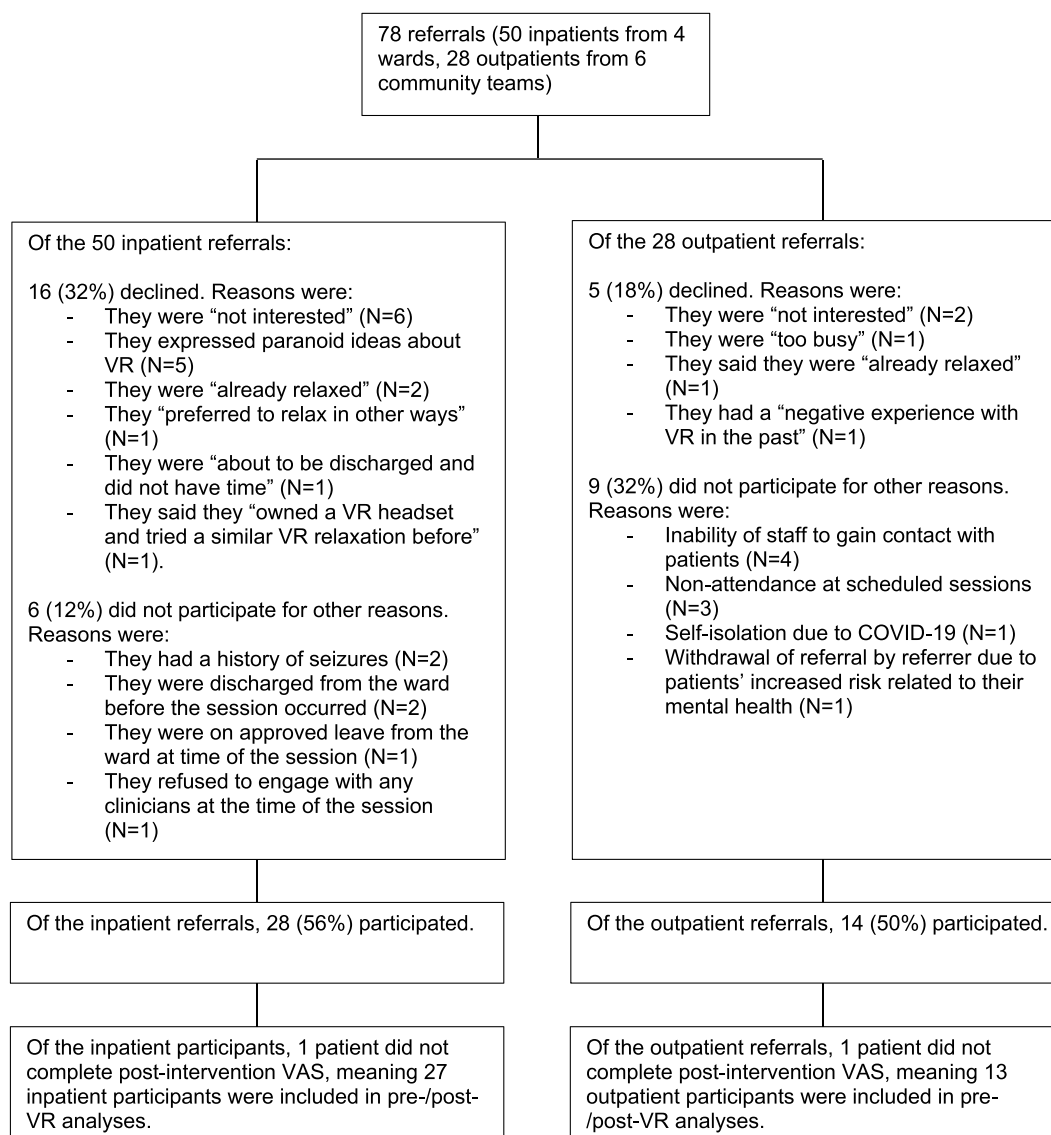 78 referrals (50 inpatients from 4
wards, 28 outpatients from 6
community teams)
Of the 50 inpatient referrals:
16 (32%) declined. Reasons were:
- They were “not interested” (N=6)
- They expressed paranoid ideas about
VR (N=5)
- They were “already relaxed” (N=2)
- They “preferred to relax in other ways”
(N=1)
- They were “about to be discharged and
did not have time” (N=1)
- They said they “owned a VR headset
and tried a similar VR relaxation before”
(N=1).
6 (12%) did not participate for other reasons.
Reasons were:
- They had a history of seizures (N=2)
- They were discharged from the ward
before the session occurred (N=2)
- They were on approved leave from the
ward at time of the session (N=1)
- They refused to engage with any
clinicians at the time of the session
(N=1)
Of the 28 outpatient referrals:
5 (18%) declined. Reasons were:
- They were “not interested” (N=2)
- They were “too busy” (N=1)
- They said they were “already relaxed”
(N=1)
- They had a “negative experience with
VR in the past” (N=1)
9 (32%) did not participate for other reasons.
Reasons were:
- Inability of staff to gain contact with
patients (N=4)
- Non-attendance at scheduled sessions
(N=3)
- Self-isolation due to COVID-19 (N=1)
- Withdrawal of referral by referrer due to
patients’ increased risk related to their
mental health (N=1)
Of the inpatient referrals, 28 (56%) participated.
Of the outpatient referrals, 14 (50%) participated.
Of the inpatient participants, 1 patient did not
complete post-intervention VAS, meaning 27
inpatient participants were included in pre-/post-
VR analyses.
Of the outpatient referrals, 1 patient did not
complete post-intervention VAS, meaning 13
outpatient participants were included in pre-
/post-VR analyses.